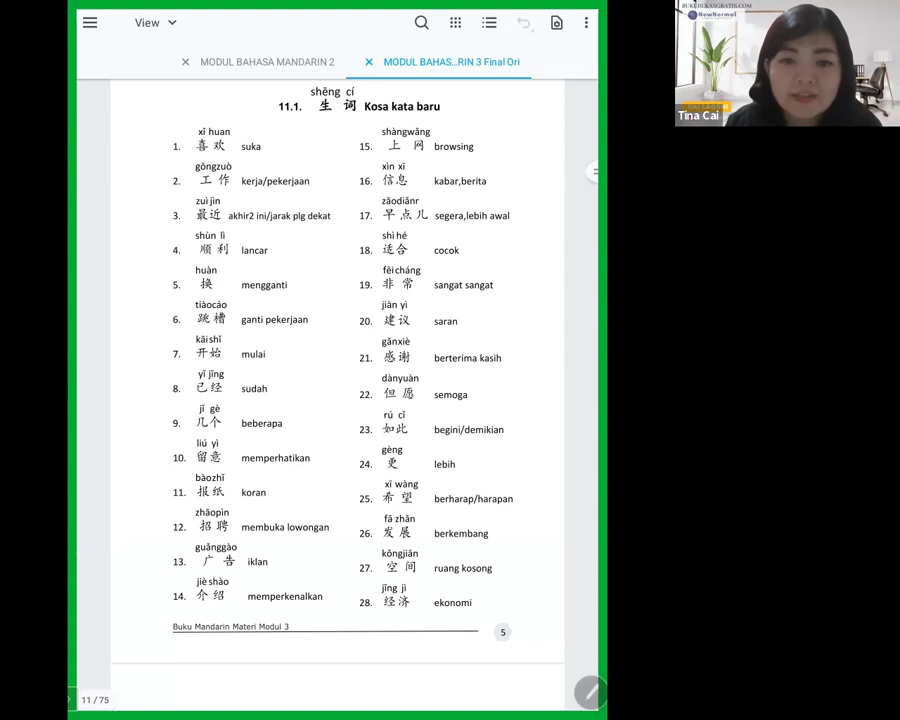 View
MODUL BAHASA MANDARIN 2
MODUL BAHAS...RIN 3 Final Ori
shēng cí
11.1. 生 词 Kosa kata baru
xǐ huan
1. 喜 欢 suka
gōngzuò
2. 工 作 kerja/pekerjaan
zuì jìn
3. 最近 akhir2 ini/jarak plg dekat
shùn lì
4. 顺 利 lancar
huàn
5. 换 mengganti
tiàocáo
6. 跳 槽 ganti pekerjaan
kāishǐ
7. 开始 mulai
yǐ jīng
8. 已经 sudah
jǐ gè
9. 几个 beberapa
liú yì
10. 留意 memperhatikan
bàozhǐ
11. 报 纸 koran
zhāopìn
12. 招 聘 membuka lowongan
guǎnggào
13. 广 告 iklan
jiè shào
14. 介 绍 memperkenalkan
shàngwǎng
15. 上 网 browsing
xìn xī
16. 信息 kabar,berita
zǎodiǎnr
17. 早 点 儿 segera,lebih awal
shì hé
18. 适合 cocok
fēicháng
19. 非 常 sangat sangat
jiàn yì
20. 建 议 saran
gǎnxiè
21. 感 谢 berterima kasih
dànyuàn
22. 但 愿 semoga
rú cǐ
23. 如此 begini/demikian
gèng
24. 更 lebih
xī wàng
25. 希 望 berharap/harapan
fā zhǎn
26. 发 展 berkembang
kōngjiān
27. 空 间 ruang kosong
jīng jì
28. 经济 ekonomi
Buku Mandarin Materi Modul 3
5
11 / 75
BUKUDEKASGRATIS.COM
NewNormal
Tina Cai